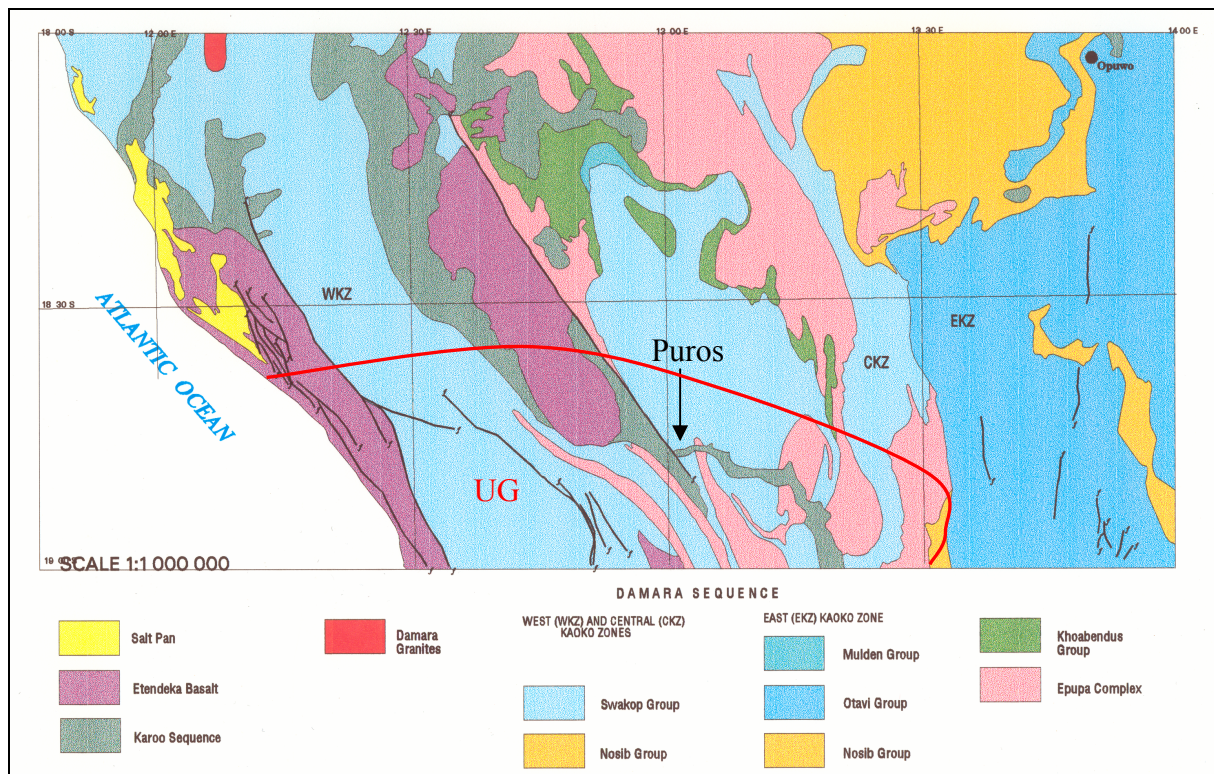 18 00 S
12 00 E
12 30 E
13 00 E
13 30 E
14 00 E
Opuwo
WKZ
18 30 S
EKZ
ATLANTIC OCEAN
Puros
CKZ
UG
SCALE 1:1 000 000
DAMARA SEQUENCE
WEST (WKZ) AND CENTRAL (CKZ)
KAOKO ZONES
EAST (EKZ) KAOKO ZONE
Salt Pan
Damara
Granites
Khoabendus
Group
Mulden Group
Etendeka Basalt
Epupa Complex
Swakop Group
Otavi Group
Karoo Sequence
Nosib Group
Nosib Group